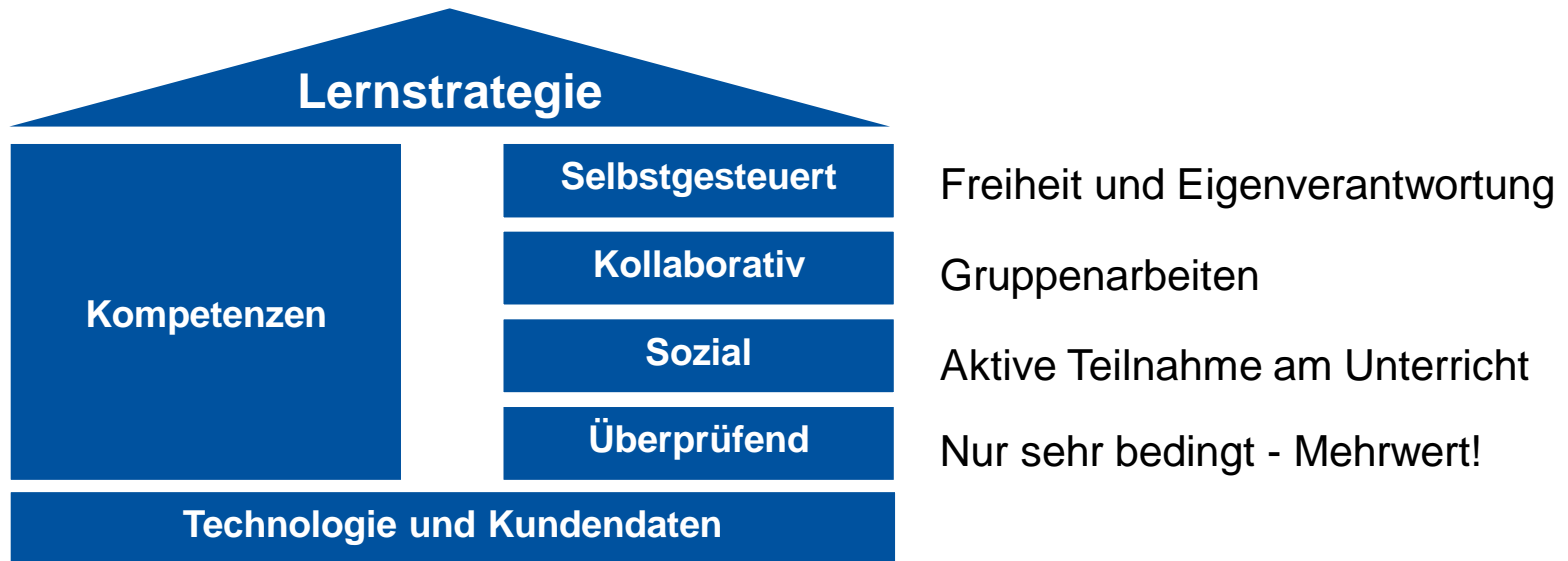 Lernstrategie
Kompetenzen
Selbstgesteuert
Freiheit und Eigenverantwortung
Kollaborativ
Gruppenarbeiten
Sozial
Aktive Teilnahme am Unterricht
Überprüfend
Nur sehr bedingt - Mehrwert!
Technologie und Kundendaten